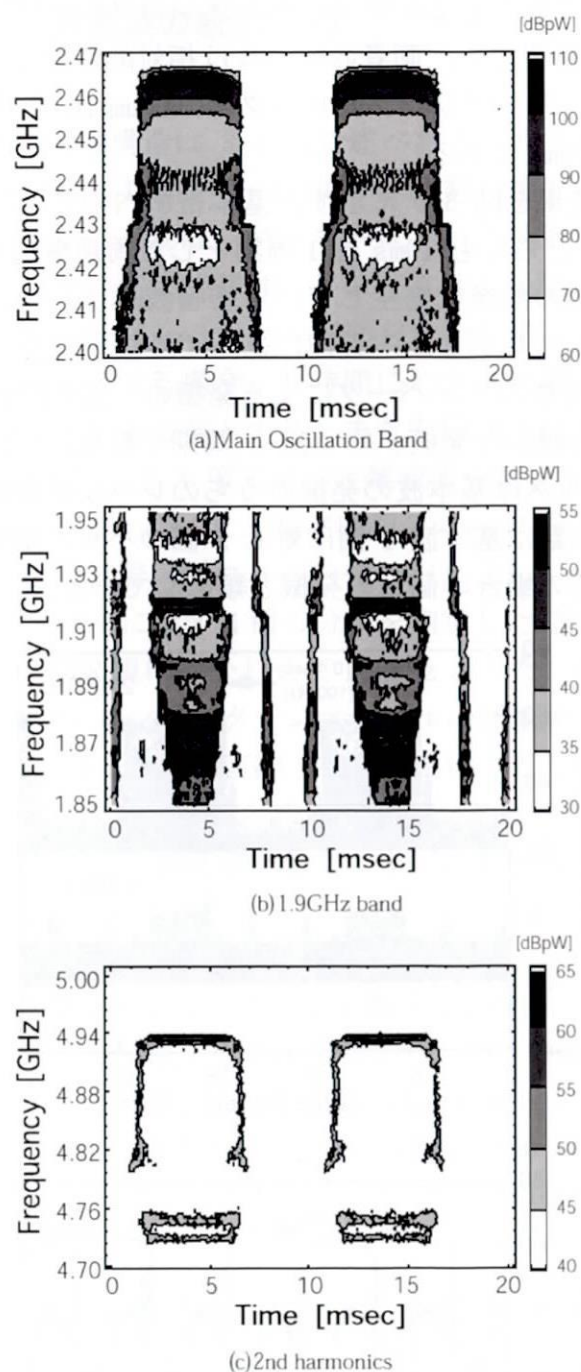 [dBpW]
2.47
2.46
2.45
2.44
2.43
2.42
2.41
2.40
Frequency [GHz]
0 5 10 15 20
Time [msec]
110
100
90
80
70
60
(a)Main Oscillation Band
[dBpW]
1.95
1.93
1.91
1.89
1.87
1.85
Frequency [GHz]
0 5 10 15 20
Time [msec]
55
50
45
40
35
30
(b)1.9GHz band
[dBpW]
5.00
4.94
4.88
4.82
4.76
4.70
Frequency [GHz]
0 5 10 15 20
Time [msec]
65
60
55
50
45
40
(c)2nd harmonics